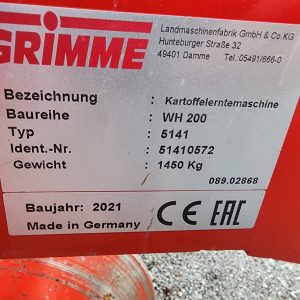 GRIMME
Landmaschinenfabrik GmbH & Co.KG
Hunteburger Straße 32
49401 Damme Tel.:05491/666-0
Bezeichnung : Kartoffelerntemaschine
Baureihe : WH 200
Typ : 5141
Ident.-Nr. : 51410572
Gewicht : 1450 Kg
089.02868
Baujahr: 2021
Made in Germany
CE EAC